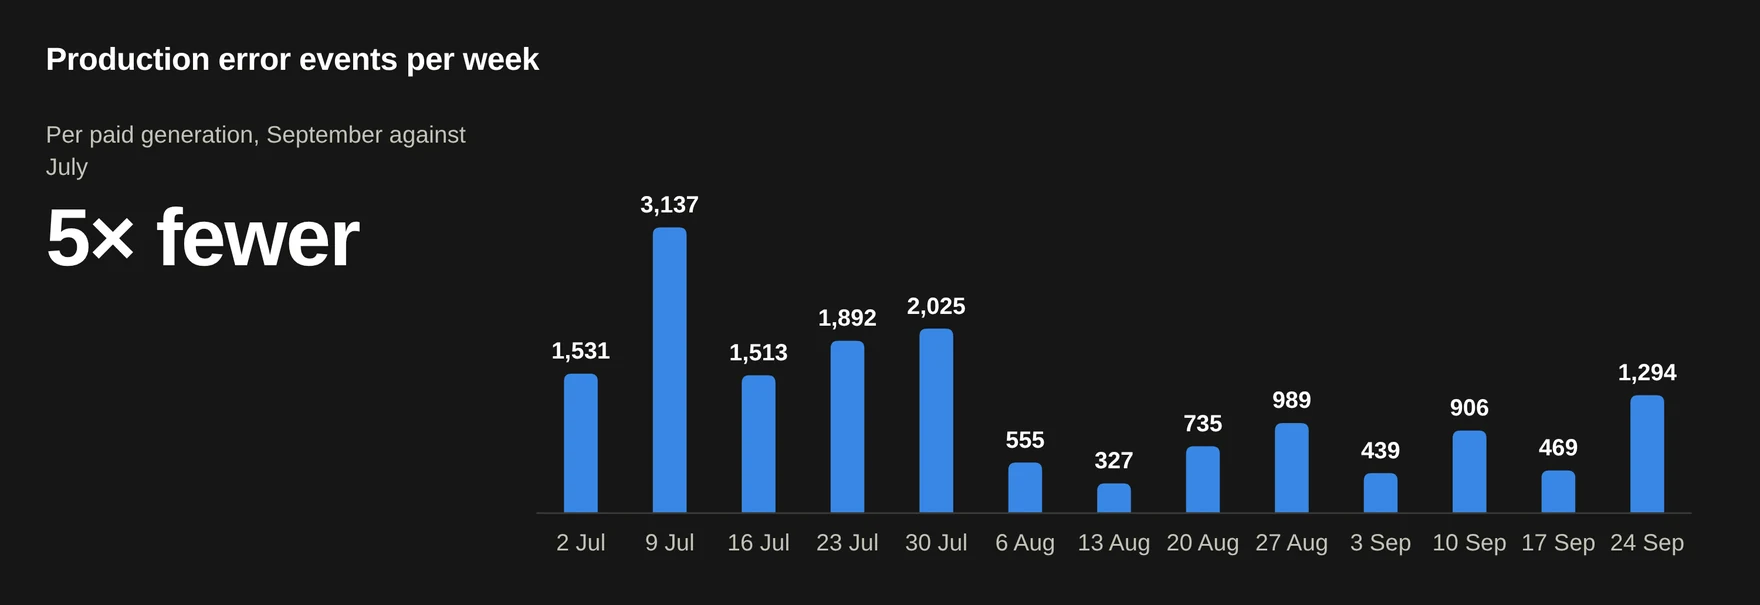 Production error events per week
Per paid generation, September against
July
5× fewer
3,137
2,025
1,892
1,531
1,513
1,294
989
906
735
555
469
439
327
2 Jul 9 Jul 16 Jul 23 Jul 30 Jul 6 Aug 13 Aug 20 Aug 27 Aug 3 Sep 10 Sep 17 Sep 24 Sep